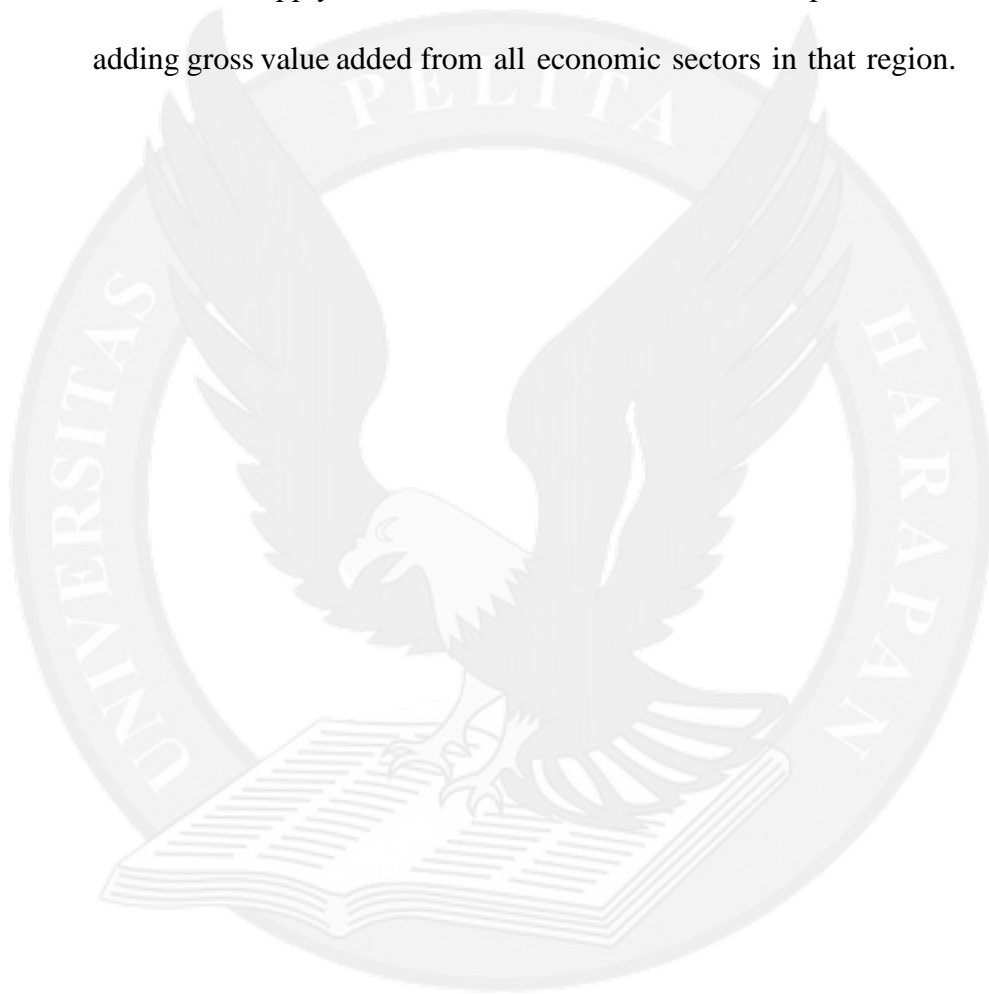 adding gross value added from all economic sectors in that region.
UNIVERSITAS PELITA HARAPAN